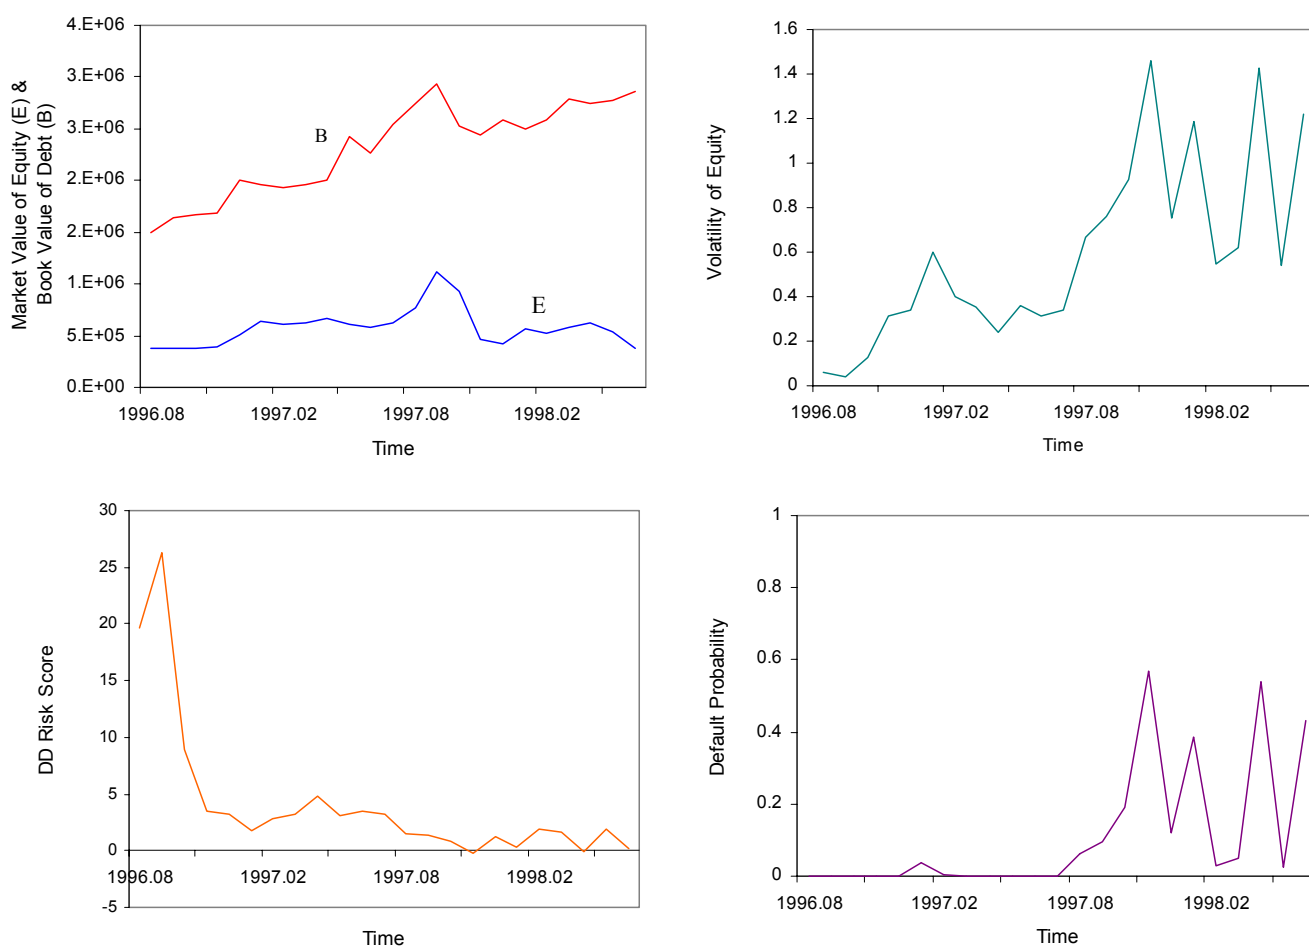 Market Value of Equity (E) &
Book Value of Debt (B)
4.E+06
3.E+06
3.E+06
2.E+06
2.E+06
1.E+06
5.E+05
0.E+00
B
E
1996.08 1997.02 1997.08 1998.02
Time
Volatility of Equity
1.6
1.4
1.2
1
0.8
0.6
0.4
0.2
0
1996.08 1997.02 1997.08 1998.02
Time
DD Risk Score
30
25
20
15
10
5
0
-5
1996.08 1997.02 1997.08 1998.02
Time
Default Probability
1
0.8
0.6
0.4
0.2
0
1996.08 1997.02 1997.08 1998.02
Time